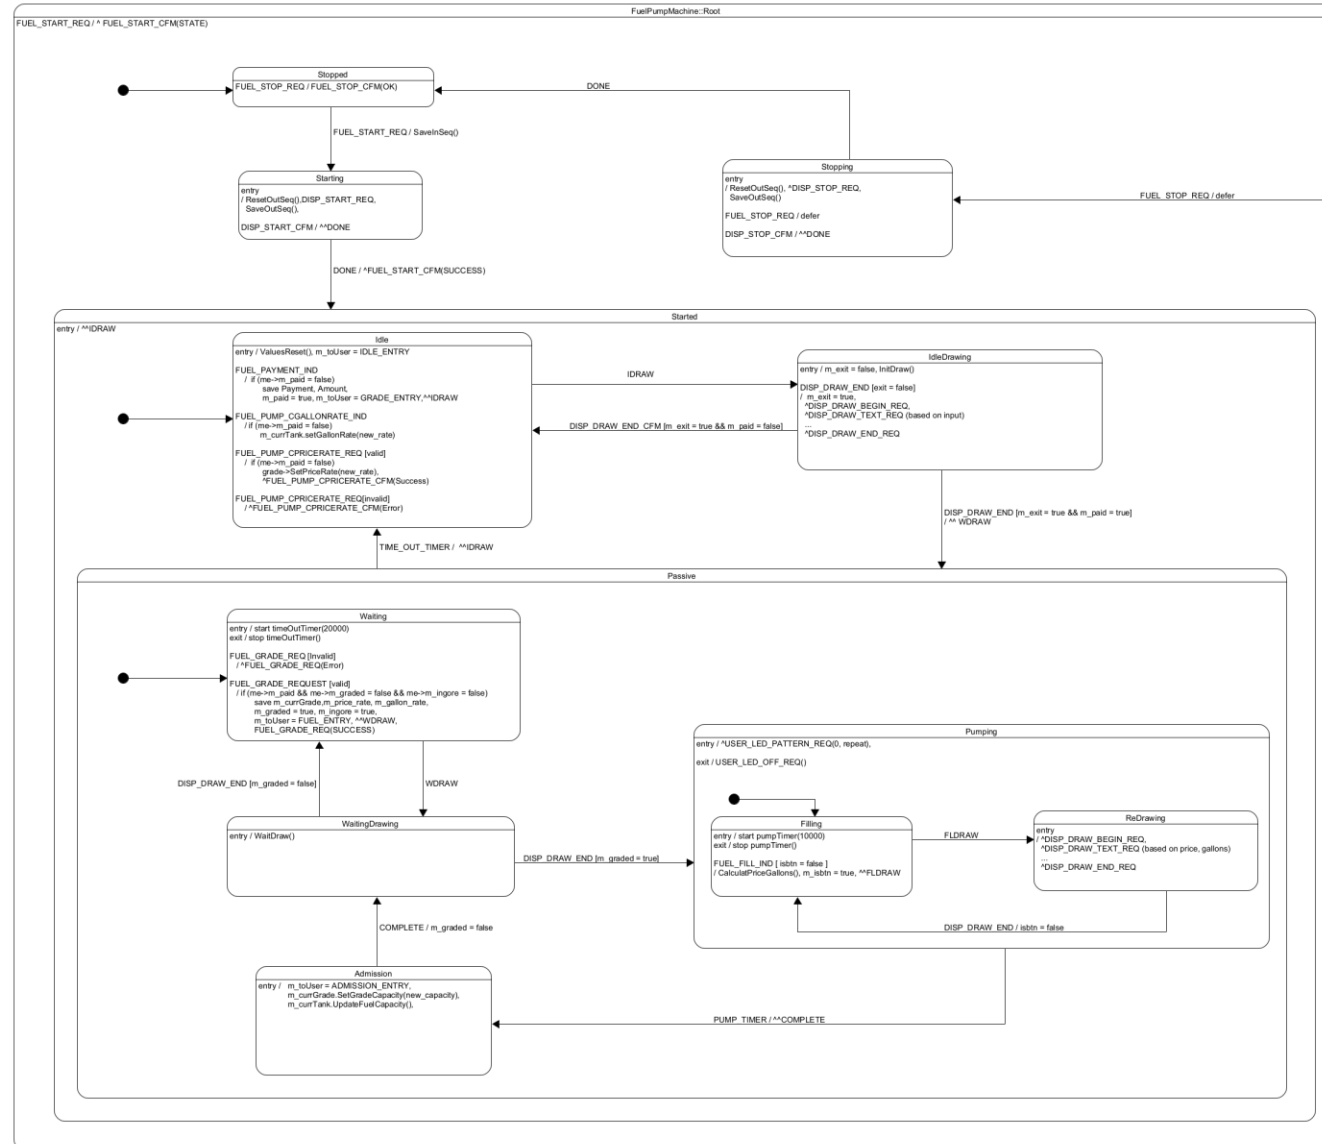 FuelPumpMachine::Root
FUEL_START_REQ / ^ FUEL_START_CFM(STATE)
Stopped
FUEL_STOP_REQ / FUEL_STOP_CFM(OK)
DONE
FUEL_START_REQ / SaveInSeq()
Starting
entry
/ ResetOutSeq(),DISP_START_REQ,
SaveOutSeq(),
DISP_START_CFM / ^^DONE
Stopping
entry
/ ResetOutSeq(), ^DISP_STOP_REQ,
SaveOutSeq()
FUEL_STOP_REQ / defer
DISP_STOP_CFM / ^^DONE
FUEL_STOP_REQ / defer
DONE / ^FUEL_START_CFM(SUCCESS)
Started
entry / ^^IDRAW
Idle
entry / ValuesReset(), m_toUser = IDLE_ENTRY
FUEL_PAYMENT_IND
/ if (me->m_paid = false)
save Payment, Amount,
m_paid = true, m_toUser = GRADE_ENTRY,^^IDRAW
FUEL_PUMP_CGALLONRATE_IND
/ if (me->m_paid = false)
m_currTank.setGallonRate(new_rate)
FUEL_PUMP_CPRICERATE_REQ [valid]
/ if (me->m_paid = false)
grade->SetPriceRate(new_rate),
^FUEL_PUMP_CPRICERATE_CFM(Success)
FUEL_PUMP_CPRICERATE_REQ[invalid]
/ ^FUEL_PUMP_CPRICERATE_CFM(Error)
IDRAW
DISP_DRAW_END_CFM [m_exit = true && m_paid = false]
IdleDrawing
entry / m_exit = false, InitDraw()
DISP_DRAW_END [exit = false]
/ m_exit = true,
^DISP_DRAW_BEGIN_REQ,
^DISP_DRAW_TEXT_REQ (based on input)
...
^DISP_DRAW_END_REQ
DISP_DRAW_END [m_exit = true && m_paid = true]
/ ^^ WDRAW
TIME_OUT_TIMER / ^^IDRAW
Passive
Waiting
entry / start timeOutTimer(20000)
exit / stop timeOutTimer()
FUEL_GRADE_REQ [Invalid]
/ ^FUEL_GRADE_REQ(Error)
FUEL_GRADE_REQUEST [valid]
/ if (me->m_paid && me->m_graded = false && me->m_ingore = false)
save m_currGrade,m_price_rate, m_gallon_rate,
m_graded = true, m_ingore = true,
m_toUser = FUEL_ENTRY, ^^WDRAW,
FUEL_GRADE_REQ(SUCCESS)
DISP_DRAW_END [m_graded = false]
WDRAW
WaitingDrawing
entry / WaitDraw()
DISP_DRAW_END [m_graded = true]
Pumping
entry / ^USER_LED_PATTERN_REQ(0, repeat),
exit / USER_LED_OFF_REQ()
Filling
entry / start pumpTimer(10000)
exit / stop pumpTimer()
FUEL_FILL_IND [ isbtn = false ]
/ CalculatPriceGallons(), m_isbtn = true, ^^FLDRAW
FLDRAW
ReDrawing
entry
/ ^DISP_DRAW_BEGIN_REQ,
^DISP_DRAW_TEXT_REQ (based on price, gallons)
...
^DISP_DRAW_END_REQ
DISP_DRAW_END / isbtn = false
COMPLETE / m_graded = false
Admission
entry / m_toUser = ADMISSION_ENTRY,
m_currGrade.SetGradeCapacity(new_capacity),
m_currTank.UpdateFuelCapacity(),
PUMP_TIMER / ^^COMPLETE